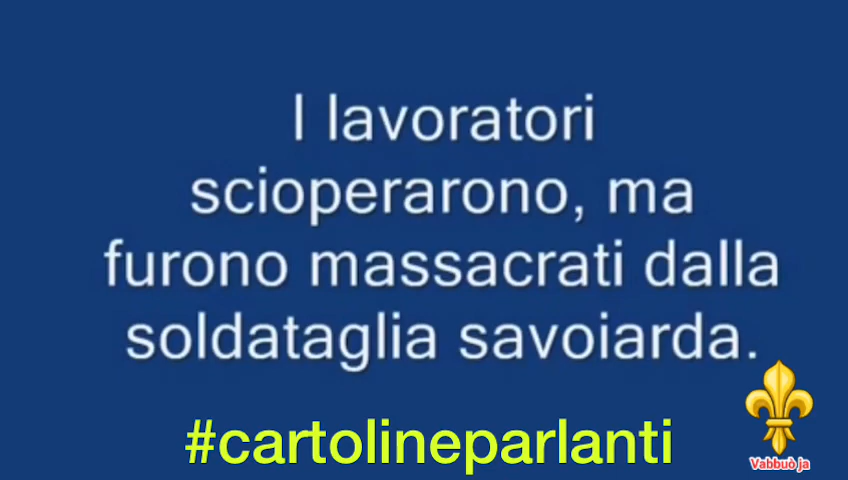 I lavoratori
scioperarono, ma
furono massacrati dalla
soldataglia savoiarda.
#cartolineparlanti
Vabbuò ja